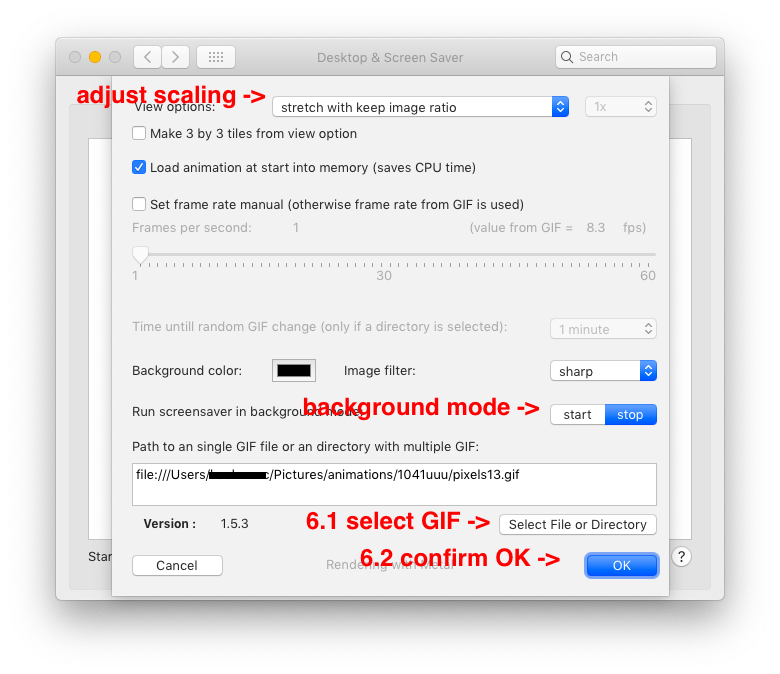 Desktop & Screen Saver
Search
adjust scaling ->
View options:
stretch with keep image ratio
1x
Make 3 by 3 tiles from view option
Load animation at start into memory (saves CPU time)
Set frame rate manual (otherwise frame rate from GIF is used)
Frames per second: 1 (value from GIF = 8.3 fps)
1 30 60
Time untill random GIF change (only if a directory is selected): 1 minute
Background color: Image filter: sharp
Run screensaver in background mode:
background mode ->
start stop
Path to an single GIF file or an directory with multiple GIF:
file:///Users/ c/Pictures/animations/1041uuu/pixels13.gif
Version : 1.5.3
6.1 select GIF ->
Select File or Directory
Star
6.2 confirm OK ->
?
Cancel
Rendering with Metal
OK